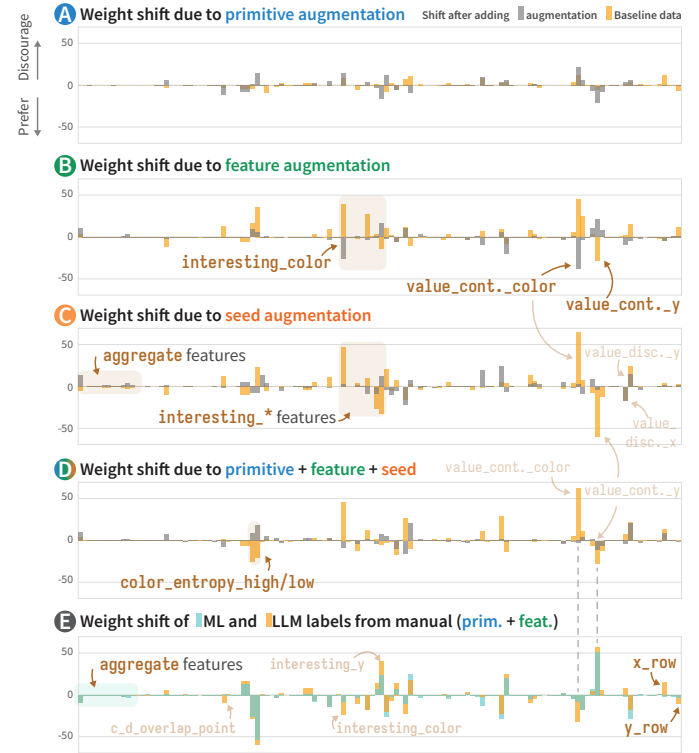 A Weight shift due to primitive augmentation
Shift after adding augmentation Baseline data
Discourage
Prefer
50
0
-50
B Weight shift due to feature augmentation
50
0
-50
interesting_color
value_cont._color
value_cont._y
C Weight shift due to seed augmentation
50
0
-50
aggregate features
interesting_* features
value_disc._y
value_
disc._x
D Weight shift due to primitive + feature + seed
50
0
-50
value_cont._color
value_cont._y
color_entropy_high/low
E Weight shift of ML and LLM labels from manual (prim. + feat.)
50
0
-50
aggregate features
interesting_y
x_row
c_d_overlap_point
interesting_color
y_row